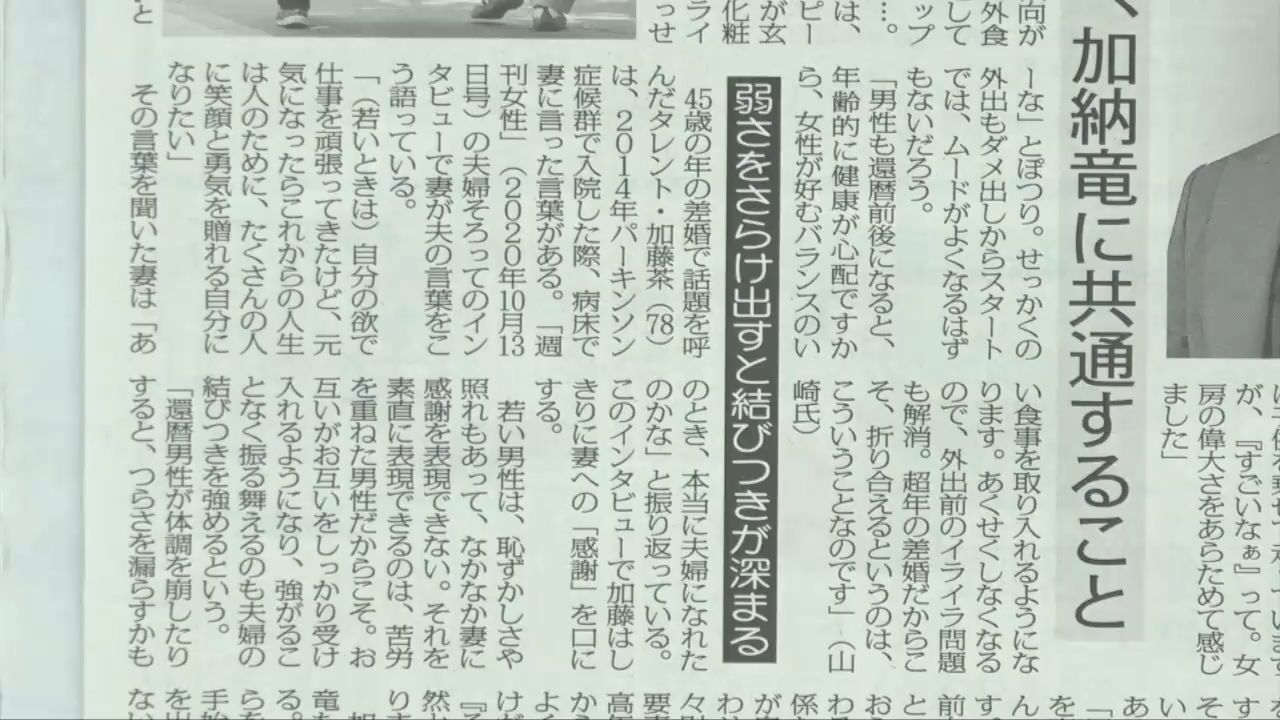 加納竜に共通すること
が、『すごいなぁ』って。女
房の偉大さをあらためて感じ
ました」
向が
外食
して
ップ
…。
は、
ピー
が玄
化粧
ライ
っせ
と
ーな」とぽつり。せっかくの
外出もダメ出しからスタート
では、ムードがよくなるはず
もないだろう。
「男性も還暦前後になると、
年齢的に健康が心配ですか
ら、女性が好むバランスのい
い食事を取り入れるようにな
ります。あくせくしなくなる
ので、外出前のイライラ問題
も解消。超年の差婚だからこ
そ、折り合えるというのは、
こういうことなのです」(山
崎氏)
弱さをさらけ出すと結びつきが深まる
45歳の年の差婚で話題を呼
んだタレント・加藤茶(78)
は、2014年パーキンソン
症候群で入院した際、病床で
妻に言った言葉がある。「週
刊女性」(2020年10月13
日号)の夫婦そろってのイン
タビューで妻が夫の言葉をこ
う語っている。
「(若いときは)自分の欲で
仕事を頑張ってきたけど、元
気になったらこれからの人生
は人のために、たくさんの人
に笑顔と勇気を贈れる自分に
なりたい」
その言葉を聞いた妻は「あ
のとき、本当に夫婦になれた
のかな」と振り返っている。
このインタビューで加藤はし
きりに妻への「感謝」を口に
する。
若い男性は、恥ずかしさや
照れもあって、なかなか妻に
感謝を表現できない。それを
素直に表現できるのは、苦労
を重ねた男性だからこそ。お
互いがお互いをしっかり受け
入れるようになり、強がるこ
となく振る舞えるのも夫婦の
結びつきを強めるという。
「還暦男性が体調を崩したり
すると、つらさを漏らすかも